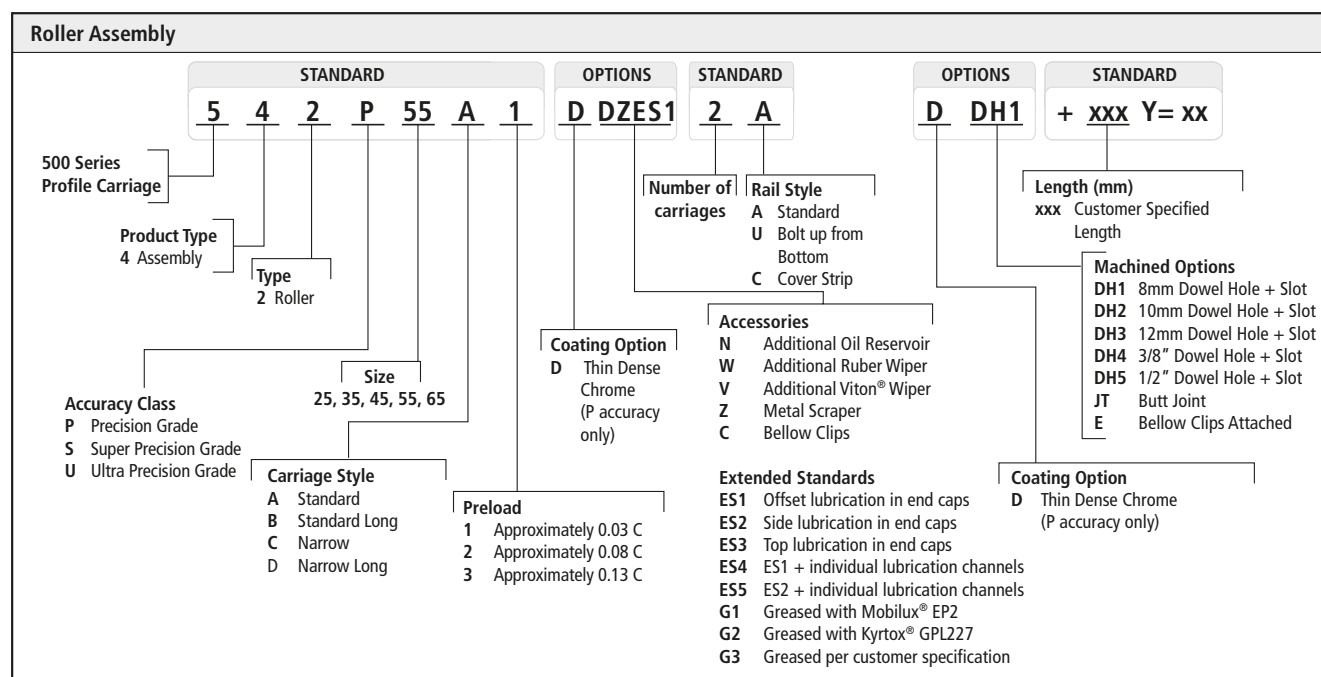 Roller Assembly
STANDARD OPTIONS STANDARD OPTIONS STANDARD
5 4 2 P 55 A 1 D DZES1 2 A D DH1 + xxx Y= xx
500 Series
Profile Carriage
Product Type
4 Assembly
Type
2 Roller
Accuracy Class
P Precision Grade
S Super Precision Grade
U Ultra Precision Grade
Size
25, 35, 45, 55, 65
Carriage Style
A Standard
B Standard Long
C Narrow
D Narrow Long
Preload
1 Approximately 0.03 C
2 Approximately 0.08 C
3 Approximately 0.13 C
Coating Option
D Thin Dense
Chrome
(P accuracy
only)
Number of
carriages
Rail Style
A Standard
U Bolt up from
Bottom
C Cover Strip
Accessories
N Additional Oil Reservoir
W Additional Ruber Wiper
V Additional Viton® Wiper
Z Metal Scraper
C Bellow Clips
Extended Standards
ES1 Offset lubrication in end caps
ES2 Side lubrication in end caps
ES3 Top lubrication in end caps
ES4 ES1 + individual lubrication channels
ES5 ES2 + individual lubrication channels
G1 Greased with Mobilux® EP2
G2 Greased with Kyrtox® GPL227
G3 Greased per customer specification
Length (mm)
xxx Customer Specified
Length
Machined Options
DH1 8mm Dowel Hole + Slot
DH2 10mm Dowel Hole + Slot
DH3 12mm Dowel Hole + Slot
DH4 3/8″ Dowel Hole + Slot
DH5 1/2″ Dowel Hole + Slot
JT Butt Joint
E Bellow Clips Attached
Coating Option
D Thin Dense Chrome
(P accuracy only)